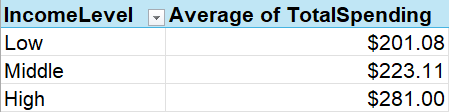 IncomeLevel Average of TotalSpending
Low $201.08
Middle $223.11
High $281.00